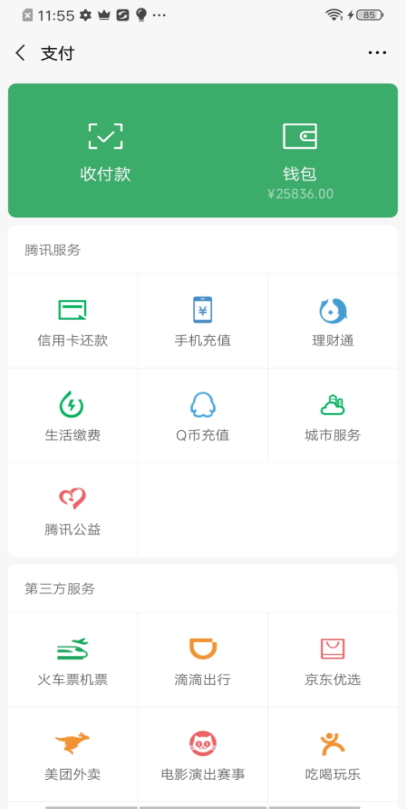 11:55
85
支付
收付款
钱包
¥25836.00
腾讯服务
信用卡还款
手机充值
理财通
生活缴费
Q币充值
城市服务
腾讯公益
第三方服务
火车票机票
滴滴出行
京东优选
美团外卖
电影演出赛事
吃喝玩乐